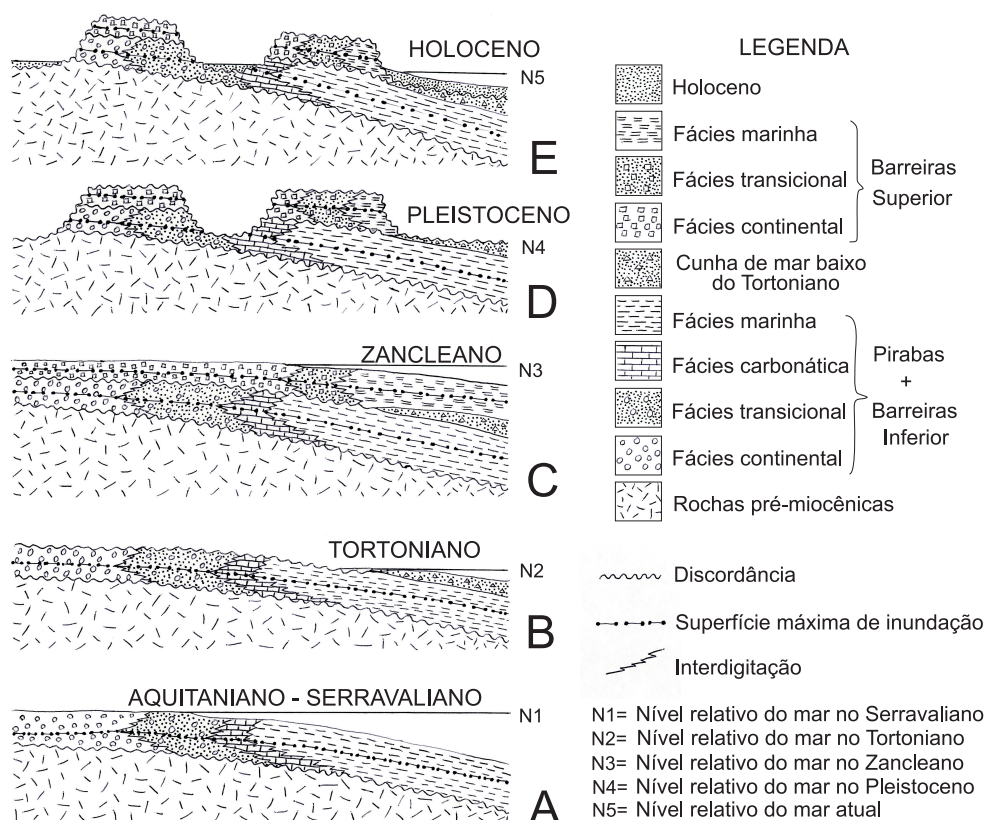 HOLOCENO
N5
E
PLEISTOCENO
N4
D
ZANCLEANO
N3
C
TORTONIANO
N2
B
AQUITANIANO - SERRAVALIANO
N1
A
LEGENDA
Holoceno
Fácies marinha
Fácies transicional
Fácies continental
Barreiras
Superior
Cunha de mar baixo
do Tortoniano
Fácies marinha
Fácies carbonática
Fácies transicional
Fácies continental
Pirabas
+
Barreiras
Inferior
Rochas pré-miocênicas
Discordância
Superfície máxima de inundação
Interdigitação
N1= Nível relativo do mar no Serravaliano
N2= Nível relativo do mar no Tortoniano
N3= Nível relativo do mar no Zancleano
N4= Nível relativo do mar no Pleistoceno
N5= Nível relativo do mar atual